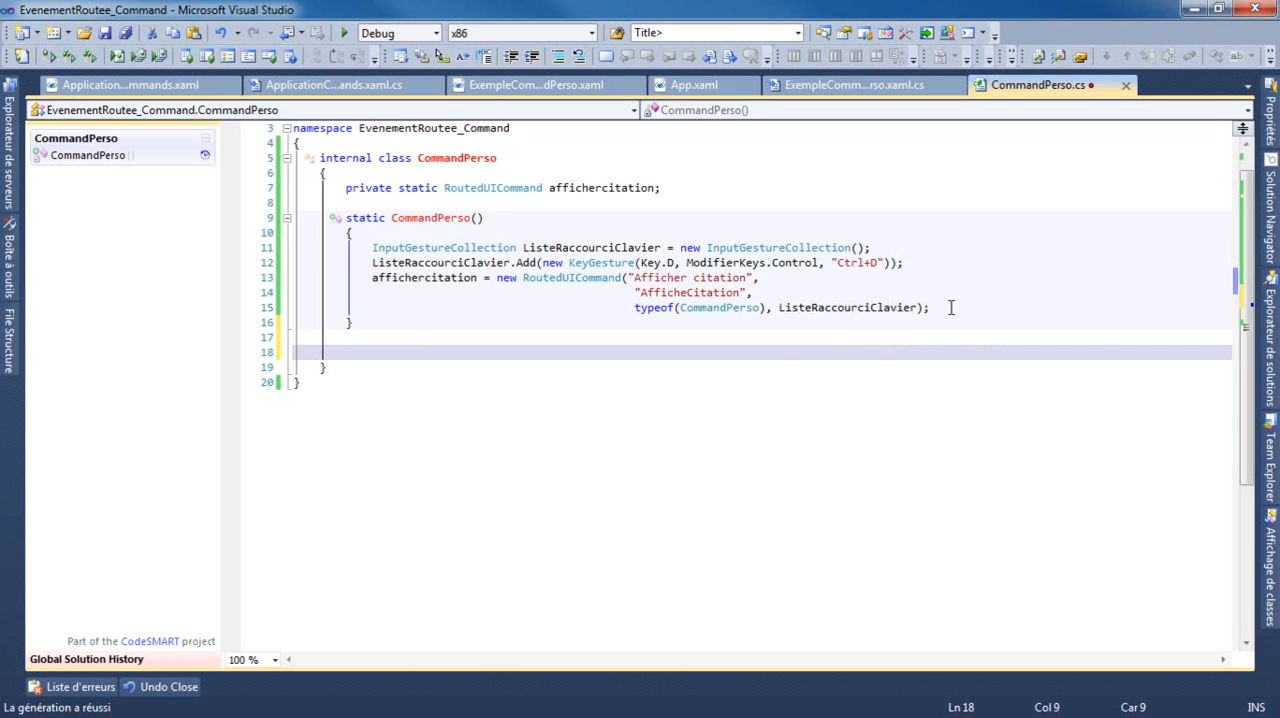 EvenementRoutee_Command - Microsoft Visual Studio
Debug
x86
Title>
Application...mmands.xaml
ApplicationC...ands.xaml.cs
ExempleCom...dPerso.xaml
App.xaml
ExempleComm...rso.xaml.cs
CommandPerso.cs
EvenementRoutee_Command.CommandPerso
CommandPerso()
CommandPerso
CommandPerso
3 namespace EvenementRoutee_Command
4 {
5 internal class CommandPerso
6 {
7 private static RoutedUICommand affichercitation;
8
9 static CommandPerso()
10 {
11 InputGestureCollection ListeRaccourciClavier = new InputGestureCollection();
12 ListeRaccourciClavier.Add(new KeyGesture(Key.D, ModifierKeys.Control, "Ctrl+D"));
13 affichercitation = new RoutedUICommand("Afficher citation",
14 "AfficheCitation",
15 typeof(CommandPerso), ListeRaccourciClavier);
16 }
17
18
19 }
20 }
Explorateur de serveurs
Boîte à outils
File Structure
Propriétés
Solution Navigator
Explorateur de solutions
Team Explorer
Affichage de classes
Part of the CodeSMART project
Global Solution History
100 %
Liste d'erreurs
Undo Close
La génération a réussi
Ln 18
Col 9
Car 9
INS